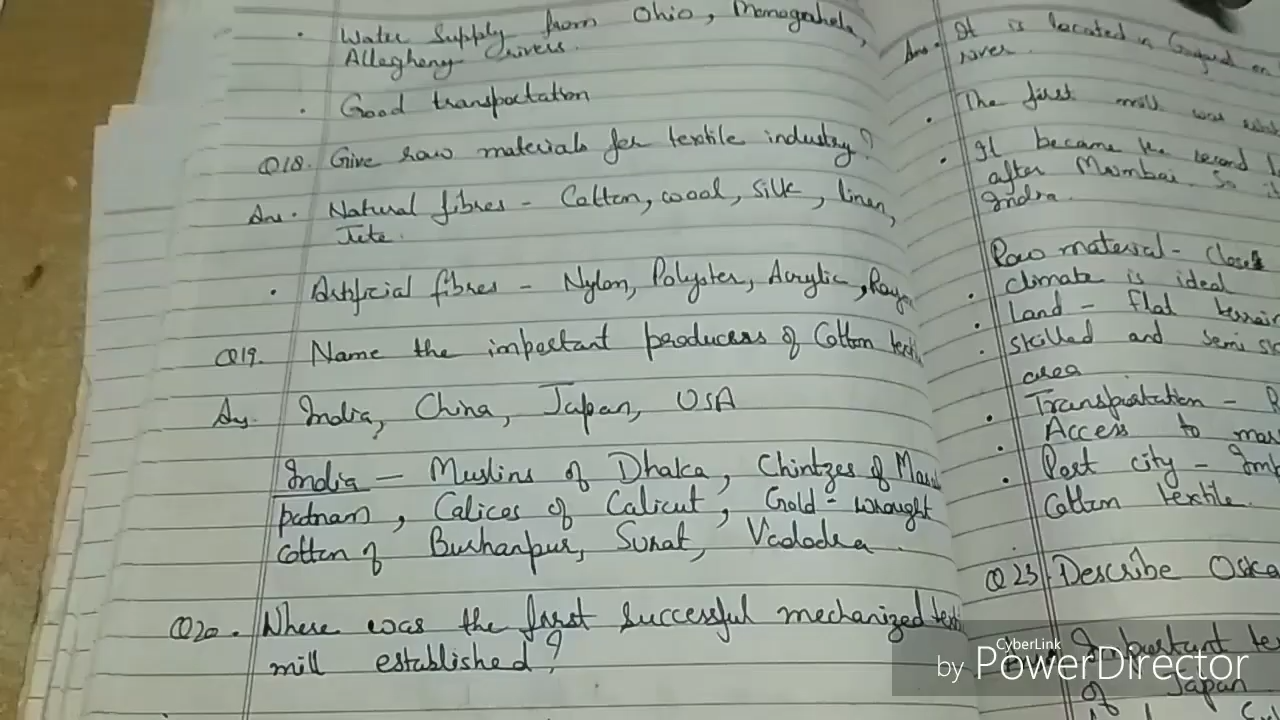 . Water Supply from Ohio, Monogahela,
Allegheny rivers.
. Good transportation
Q18. Give raw materials for textile industry?
Ans. Natural fibres - Cotton, wool, silk, linen,
Jute.
. Artificial fibres - Nylon, Polyster, Acrylic,
Q19. Name the important producers of Cotton
Ans. India, China, Japan, USA
India - Muslins of Dhaka, Chintzes of
patnam, Calicos of Calicut, Gold-wrought
cotton of Burhanpur, Surat, Vadodra.
Q20. Where was the first successful mechanized
mill established?
Ans. It is located in on
river.
. The first mill was
. It became the second
after Mumbai. So
India.
Raw material - Close
. climate is ideal
. Land - flat
. skilled and semi
area
. Transportation -
. Access to
. Port city -
Cotton textile.
Q23 Describe
Important
of Japan
CyberLink
by PowerDirector